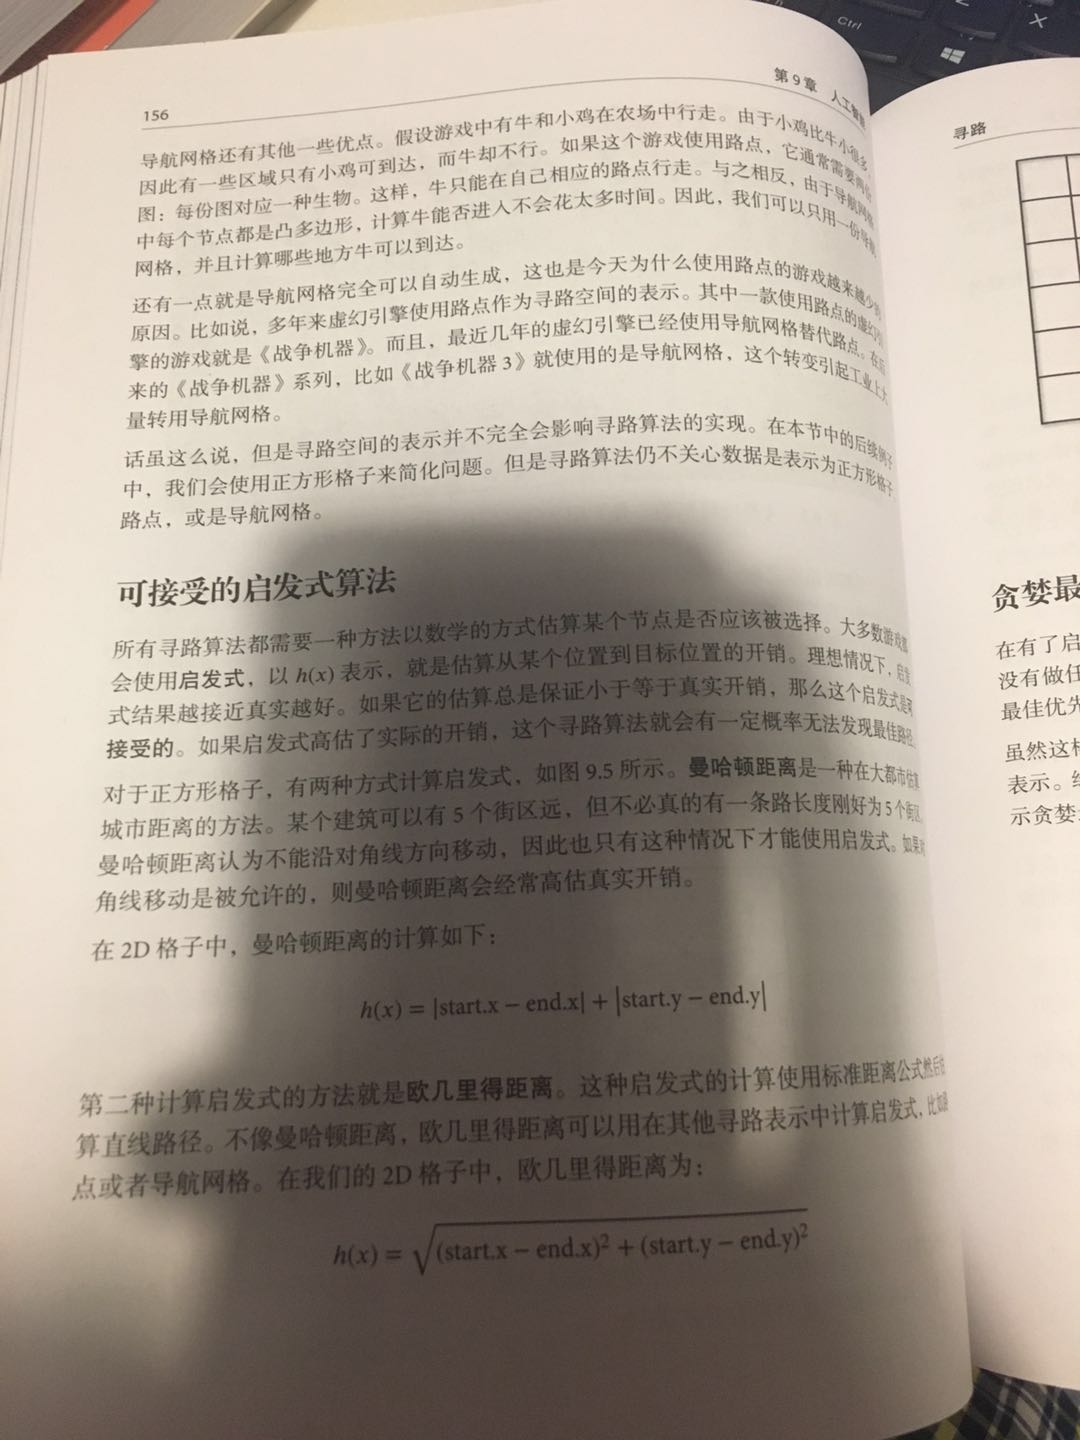 156
第9章 人工智能
导航网格还有其他一些优点。假设游戏中有牛和小鸡在农场中行走。由于小鸡比牛小很多，
因此有一些区域只有小鸡可到达，而牛却不行。如果这个游戏使用路点，它通常需要两份
图：每份图对应一种生物。这样，牛只能在自己相应的路点行走。与之相反，由于导航网格
中每个节点都是凸多边形，计算牛能否进入不会花太多时间。因此，我们可以只用一份导航
网格，并且计算哪些地方牛可以到达。
还有一点就是导航网格完全可以自动生成，这也是今天为什么使用路点的游戏越来越少的
原因。比如说，多年来虚幻引擎使用路点作为寻路空间的表示。其中一款使用路点的虚幻引
擎的游戏就是《战争机器》。而且，最近几年的虚幻引擎已经使用导航网格替代路点。在后
来的《战争机器》系列，比如《战争机器 3》就使用的是导航网格，这个转变引起工业上大
量转用导航网格。
话虽这么说，但是寻路空间的表示并不完全会影响寻路算法的实现。在本节中的后续例子
中，我们会使用正方形格子来简化问题。但是寻路算法仍不关心数据是表示为正方形格子
路点，或是导航网格。
可接受的启发式算法
所有寻路算法都需要一种方法以数学的方式估算某个节点是否应该被选择。大多数游戏都
会使用启发式，以 h(x) 表示，就是估算从某个位置到目标位置的开销。理想情况下，启发
式结果越接近真实越好。如果它的估算总是保证小于等于真实开销，那么这个启发式是可
接受的。如果启发式高估了实际的开销，这个寻路算法就会有一定概率无法发现最佳路径。
对于正方形格子，有两种方式计算启发式，如图 9.5 所示。曼哈顿距离是一种在大都市估算
城市距离的方法。某个建筑可以有 5 个街区远，但不必真的有一条路长度刚好为 5 个街区。
曼哈顿距离认为不能沿对角线方向移动，因此也只有这种情况下才能使用启发式。如果对
角线移动是被允许的，则曼哈顿距离会经常高估真实开销。
在 2D 格子中，曼哈顿距离的计算如下：
h(x) = |start.x − end.x| + |start.y − end.y|
第二种计算启发式的方法就是欧几里得距离。这种启发式的计算使用标准距离公式然后估
算直线路径。不像曼哈顿距离，欧几里得距离可以用在其他寻路表示中计算启发式，比如路
点或者导航网格。在我们的 2D 格子中，欧几里得距离为：
h(x) = √(start.x − end.x)² + (start.y − end.y)²
寻路
贪婪最
在有了启
没有做任
最佳优先
虽然这种
表示。
示贪婪
Ctrl
X